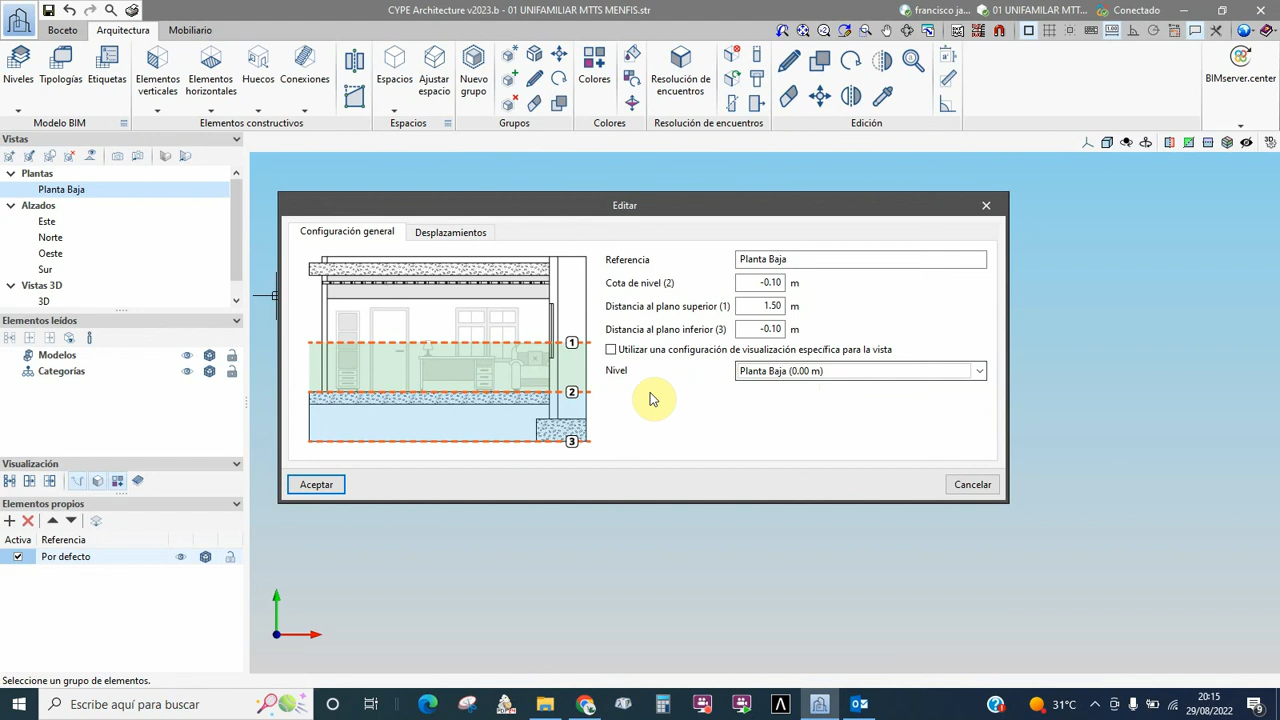 CYPE Architecture v2023.b - 01 UNIFAMILIAR MTTS MENFIS.str
francisco ja...
01 UNIFAMILAR MTT...
Conectado
Boceto
Arquitectura
Mobiliario
Niveles
Tipologías
Etiquetas
Elementos verticales
Elementos horizontales
Huecos
Conexiones
Espacios
Ajustar espacio
Nuevo grupo
Colores
Resolución de encuentros
BIMserver.center
Modelo BIM
Elementos constructivos
Espacios
Grupos
Colores
Resolución de encuentros
Edición
Vistas
Plantas
Planta Baja
Alzados
Este
Norte
Oeste
Sur
Vistas 3D
3D
Elementos leídos
Modelos
Categorías
Visualización
Elementos propios
Activa Referencia
Por defecto
Editar
Configuración general
Desplazamientos
1
2
3
Referencia Planta Baja
Cota de nivel (2) -0.10 m
Distancia al plano superior (1) 1.50 m
Distancia al plano inferior (3) -0.10 m
Utilizar una configuración de visualización específica para la vista
Nivel Planta Baja (0.00 m)
Aceptar
Cancelar
Seleccione un grupo de elementos.
Escribe aquí para buscar
31°C
20:15
29/08/2022